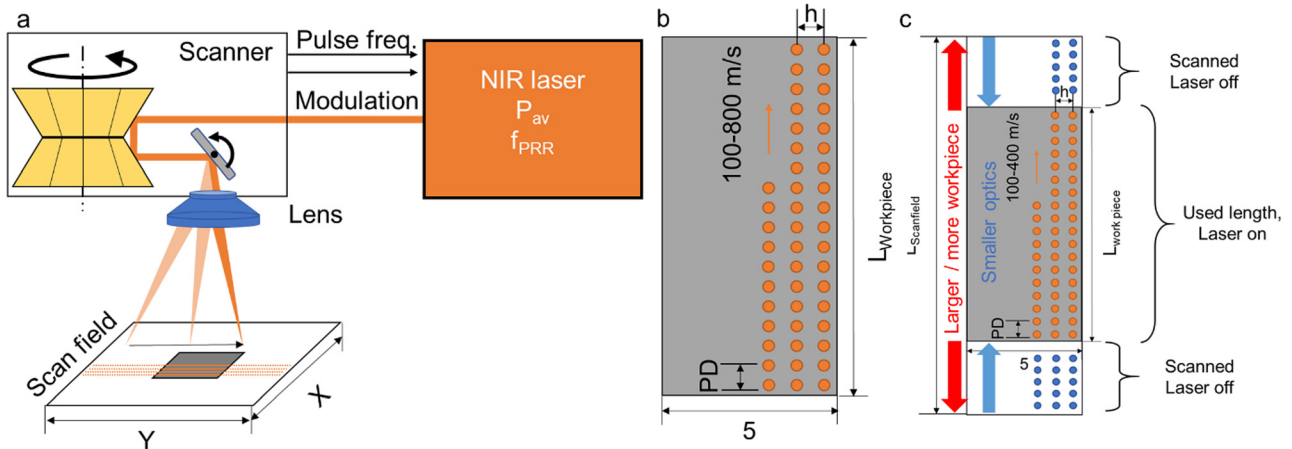 a
Scanner
Pulse freq.
Modulation
NIR laser
P_av
f_PRR
Lens
Scan field
X
Y
b
h
100-800 m/s
PD
L_Workpiece
5
c
h
L_Scanfield
Larger / more workpiece
Smaller optics
100-400 m/s
PD
5
L_work piece
Scanned
Laser off
Used length,
Laser on
Scanned
Laser off